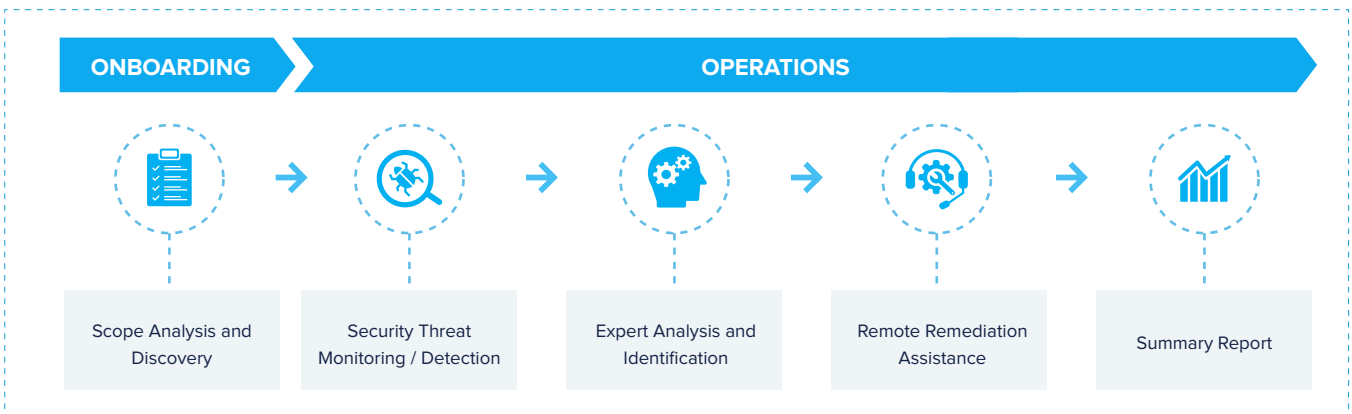 ONBOARDING
OPERATIONS
Scope Analysis and
Discovery
Security Threat
Monitoring / Detection
Expert Analysis and
Identification
Remote Remediation
Assistance
Summary Report